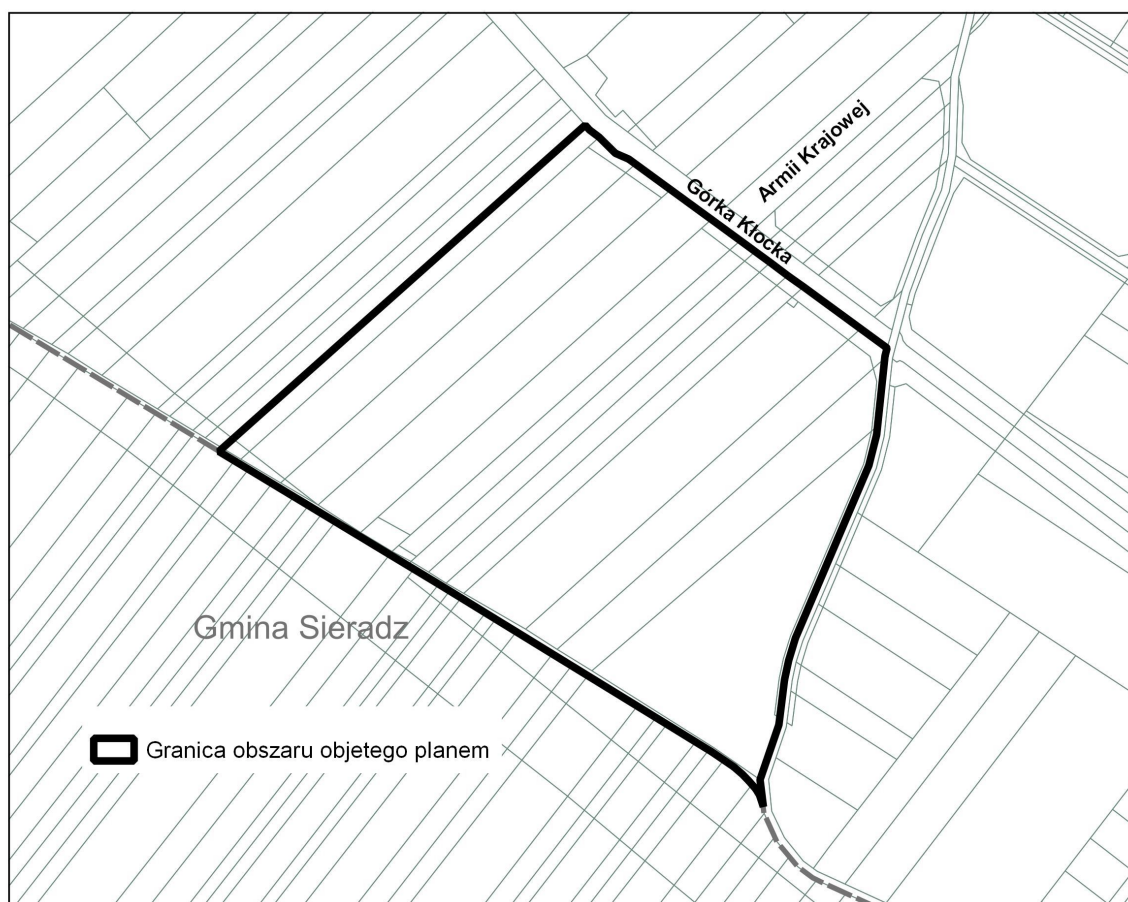 Armii Krajowej
Górka Kłocka
Gmina Sieradz
Granica obszaru objetego planem